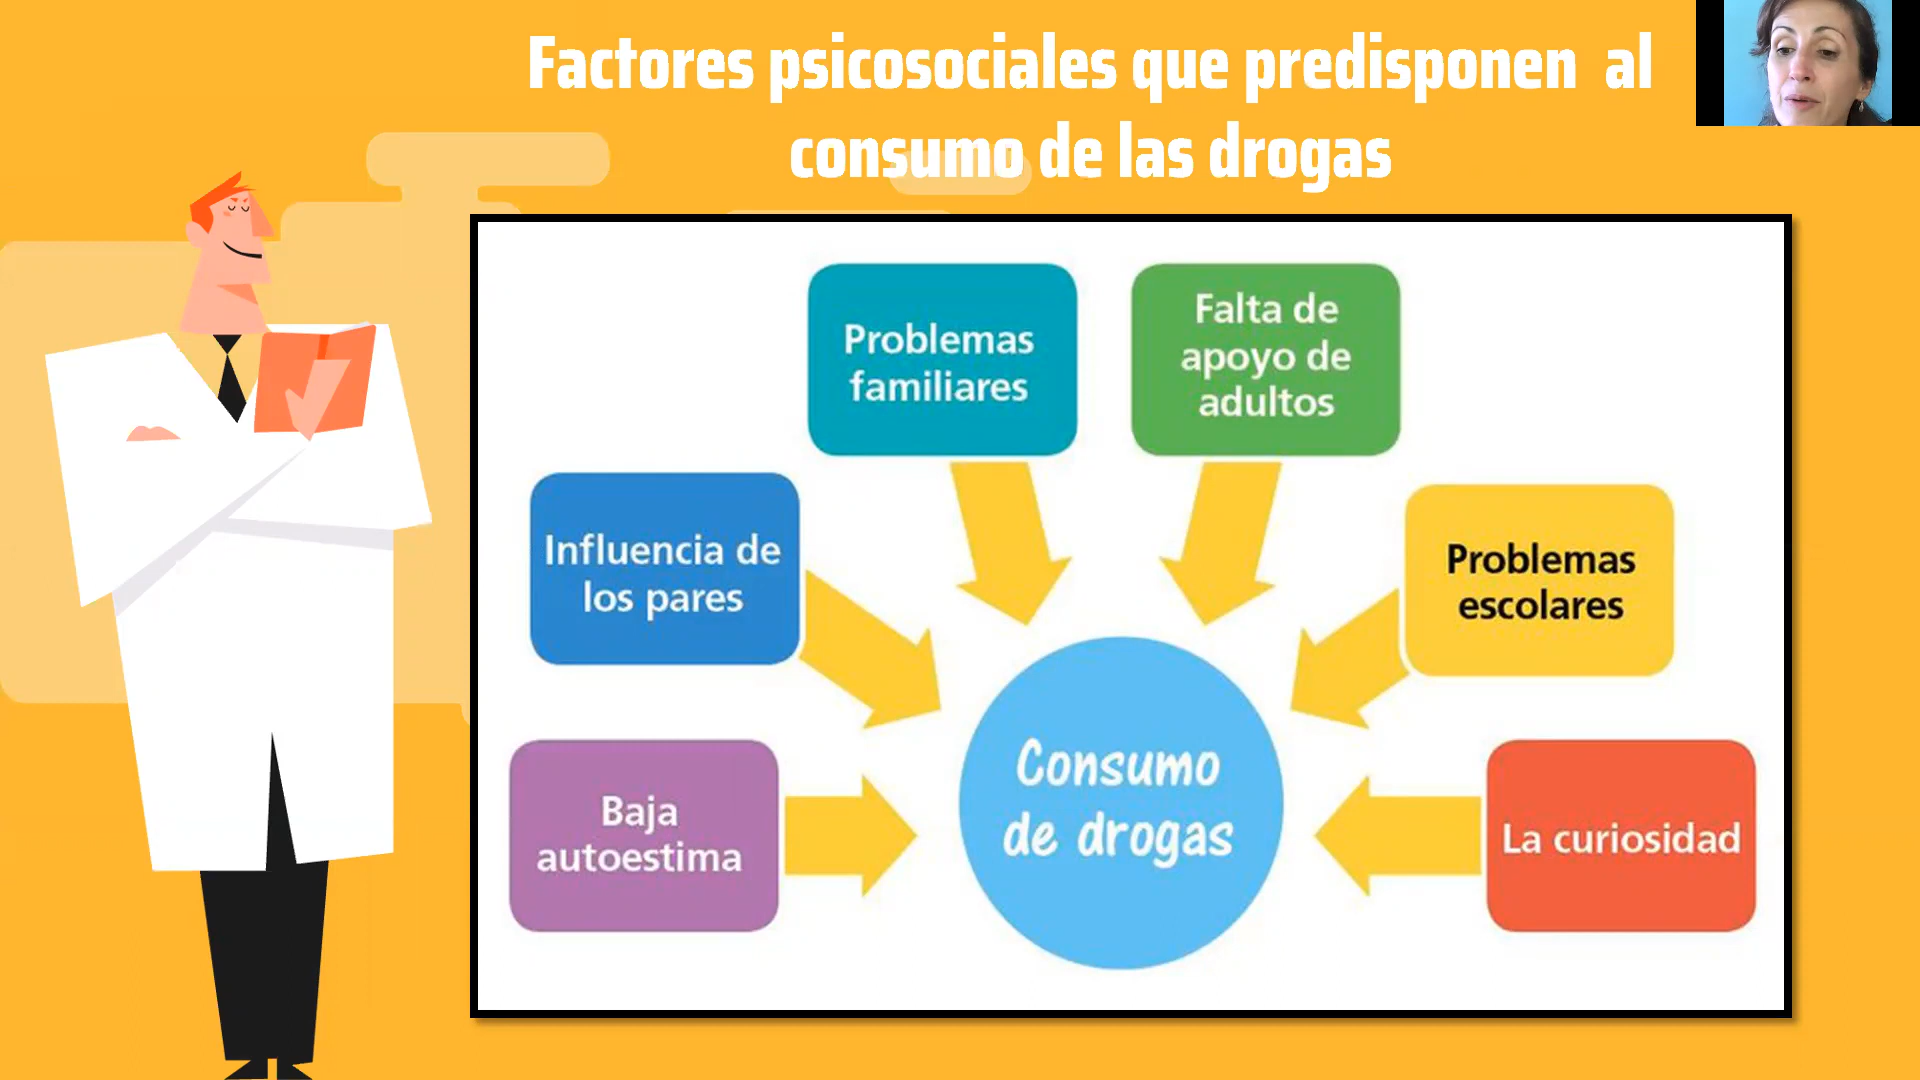 Factores psicosociales que predisponen  al
consumo de las drogas
Problemas
familiares
Falta de
apoyo de
adultos
Influencia de
los pares
Problemas
escolares
Baja
autoestima
Consumo
de drogas
La curiosidad